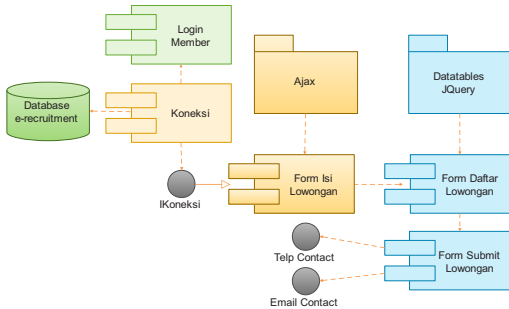 Login
Member
Database
e-recruitment
Koneksi
Ajax
Datatables
JQuery
IKoneksi
Form Isi
Lowongan
Form Daftar
Lowongan
Telp Contact
Form Submit
Lowongan
Email Contact